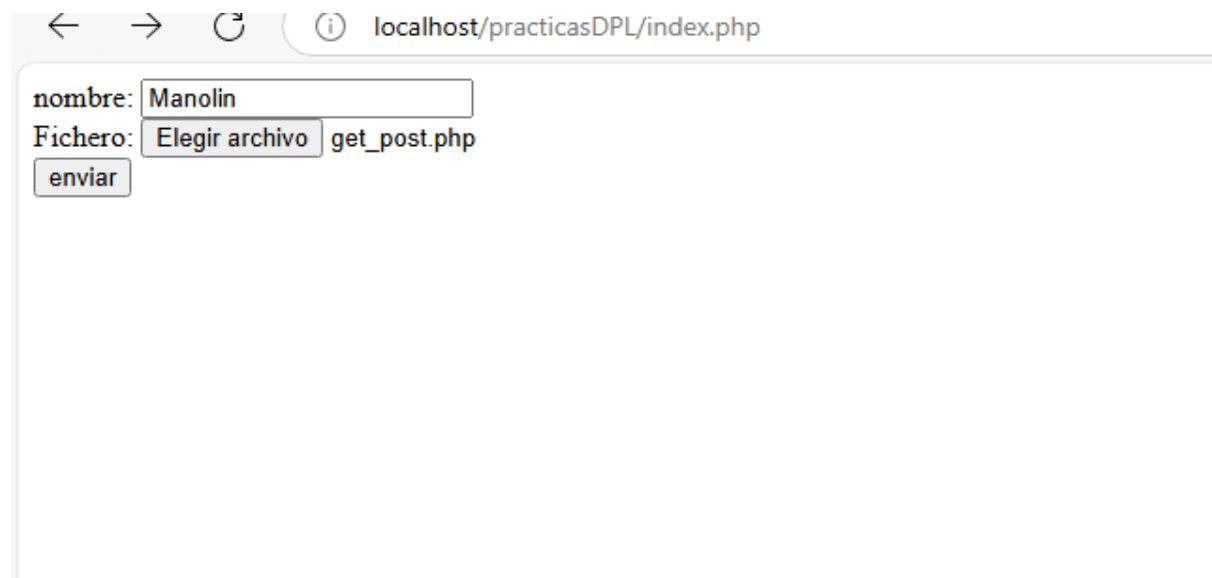 localhost/practicasDPL/index.php
nombre: Manolin
Fichero: Elegir archivo get_post.php
enviar